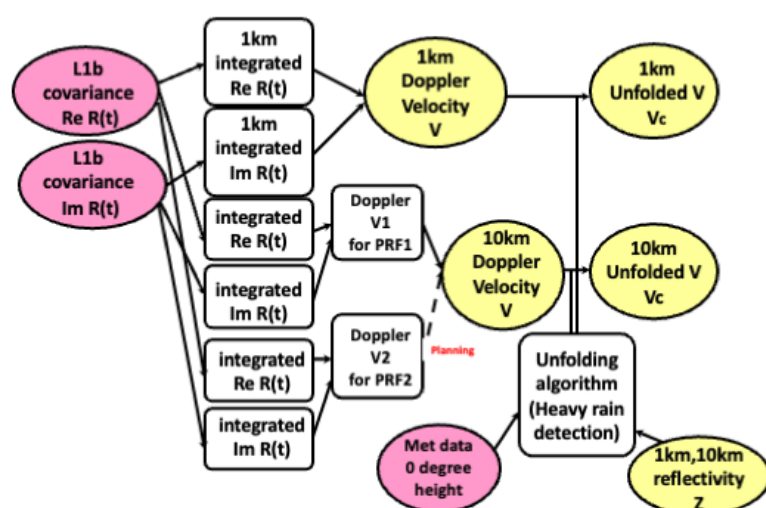 L1b
covariance
Re R(t)
L1b
covariance
Im R(t)
1km
integrated
Re R(t)
1km
integrated
Im R(t)
integrated
Re R(t)
integrated
Im R(t)
integrated
Re R(t)
integrated
Im R(t)
Doppler
V1
for PRF1
Doppler
V2
for PRF2
Planning
1km
Doppler
Velocity
V
10km
Doppler
Velocity
V
1km
Unfolded V
Vc
10km
Unfolded V
Vc
Unfolding
algorithm
(Heavy rain
detection)
Met data
0 degree
height
1km,10km
reflectivity
Z